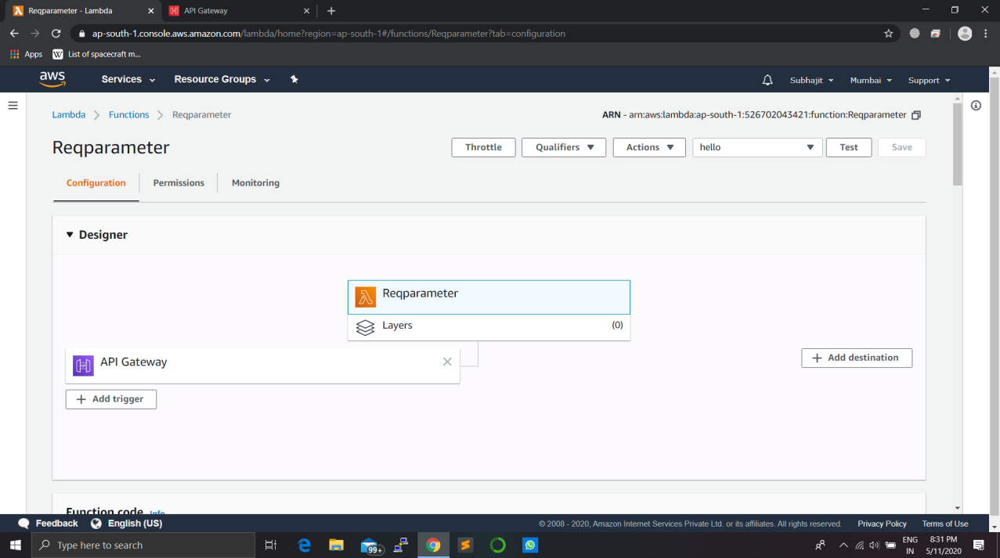 Reqparameter - Lambda
API Gateway
ap-south-1.console.aws.amazon.com/lambda/home?region=ap-south-1#/functions/Reqparameter?tab=configuration
Apps
W List of spacecraft m...
aws Services Resource Groups Subhajit Mumbai Support
Lambda Functions Reqparameter ARN - arn:aws:lambda:ap-south-1:526702043421:function:Reqparameter
Reqparameter Throttle Qualifiers Actions hello Test Save
Configuration Permissions Monitoring
Designer
Reqparameter
Layers (0)
API Gateway
Add destination
Add trigger
Function code Info
Feedback English (US) © 2008 - 2020, Amazon Internet Services Private Ltd. or its affiliates. All rights reserved. Privacy Policy Terms of Use
Type here to search 99+ ENG 8:31 PM
IN 5/11/2020